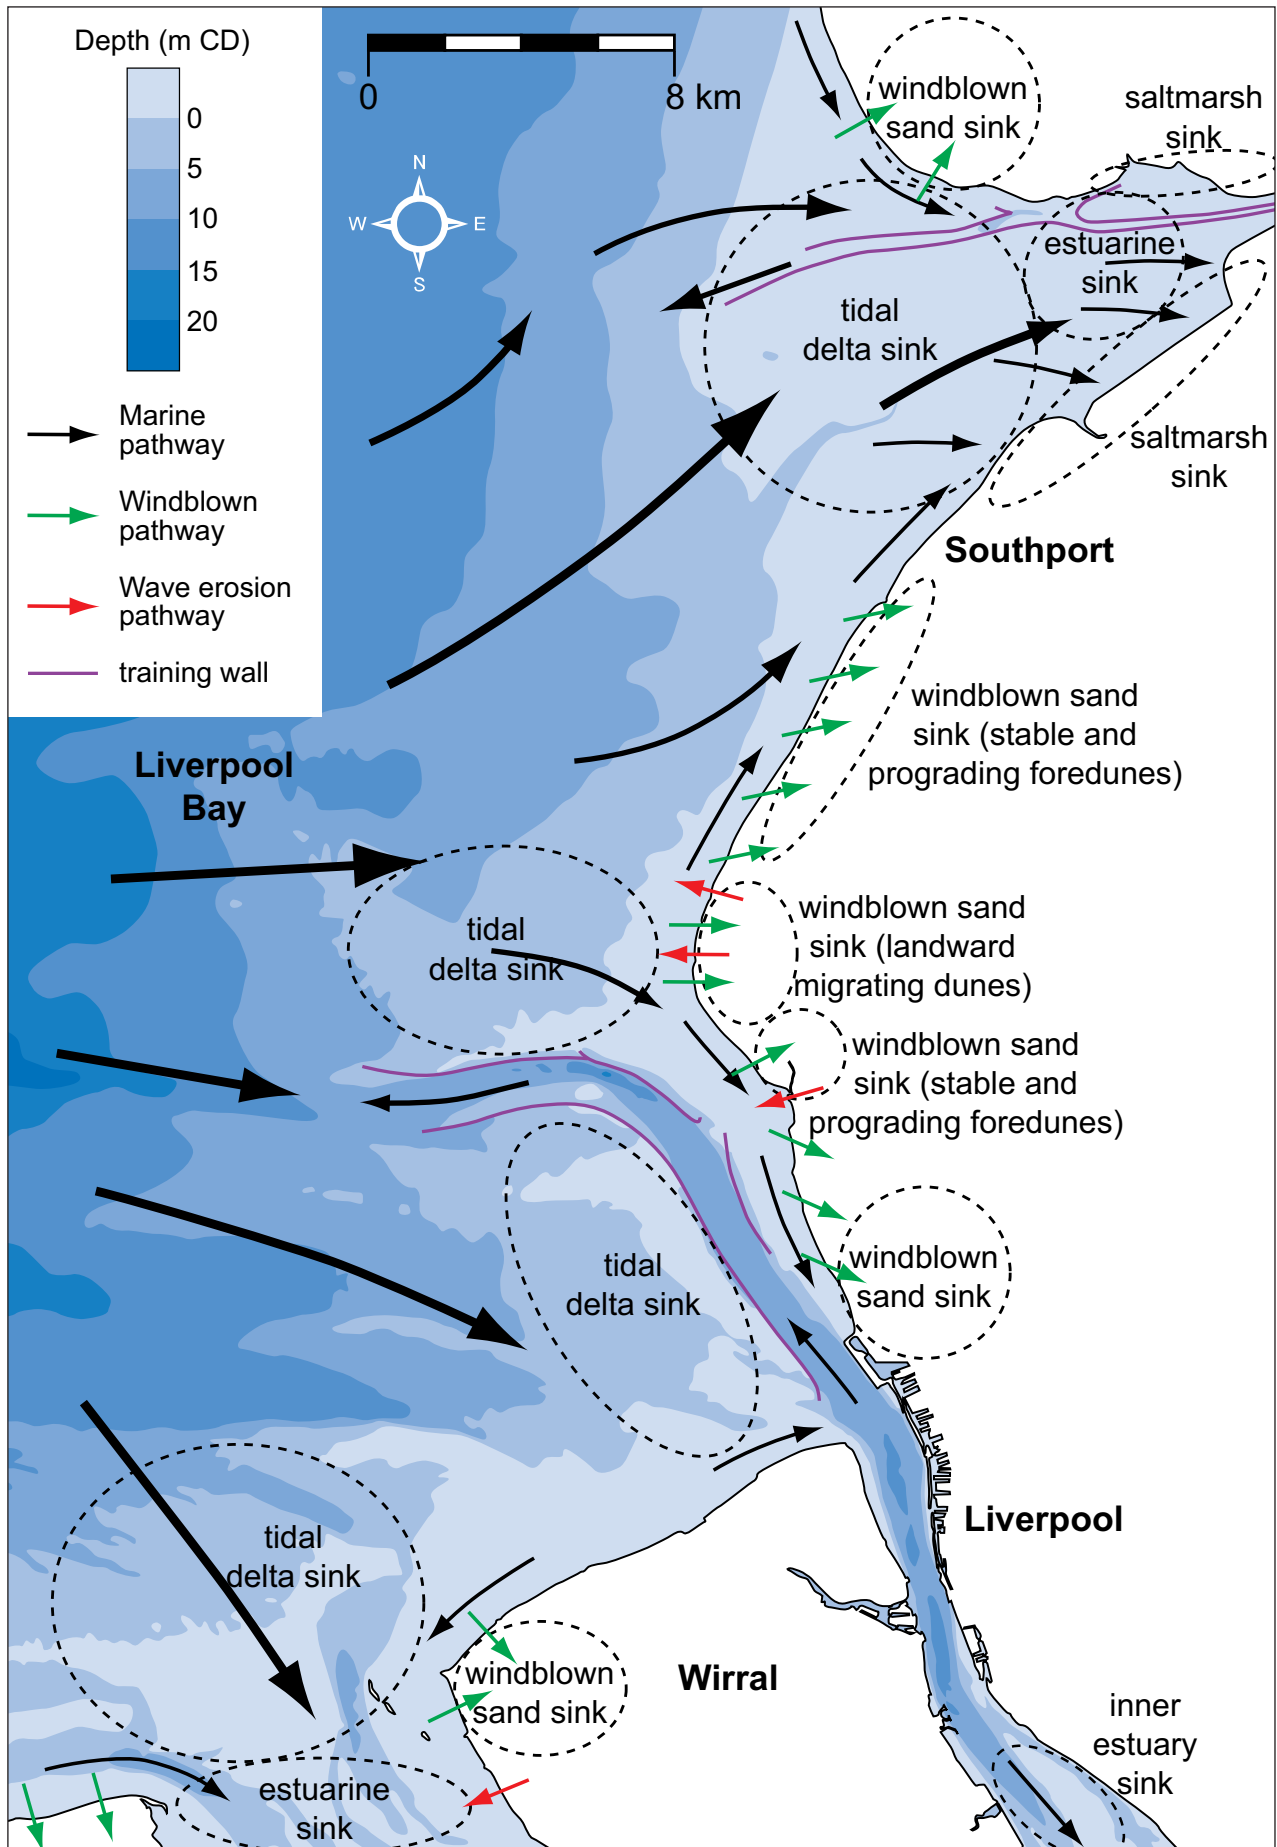 Depth (m CD)
0
5
10
15
20
Marine
pathway
Windblown
pathway
Wave erosion
pathway
training wall
0
8 km
N
W
E
S
windblown
sand sink
saltmarsh
sink
estuarine
sink
tidal
delta sink
saltmarsh
sink
Southport
windblown sand
sink (stable and
prograding foredunes)
Liverpool
Bay
tidal
delta sink
windblown sand
sink (landward
migrating dunes)
windblown sand
sink (stable and
prograding foredunes)
tidal
delta sink
windblown
sand sink
Liverpool
tidal
delta sink
windblown
sand sink
Wirral
inner
estuary
sink
estuarine
sink